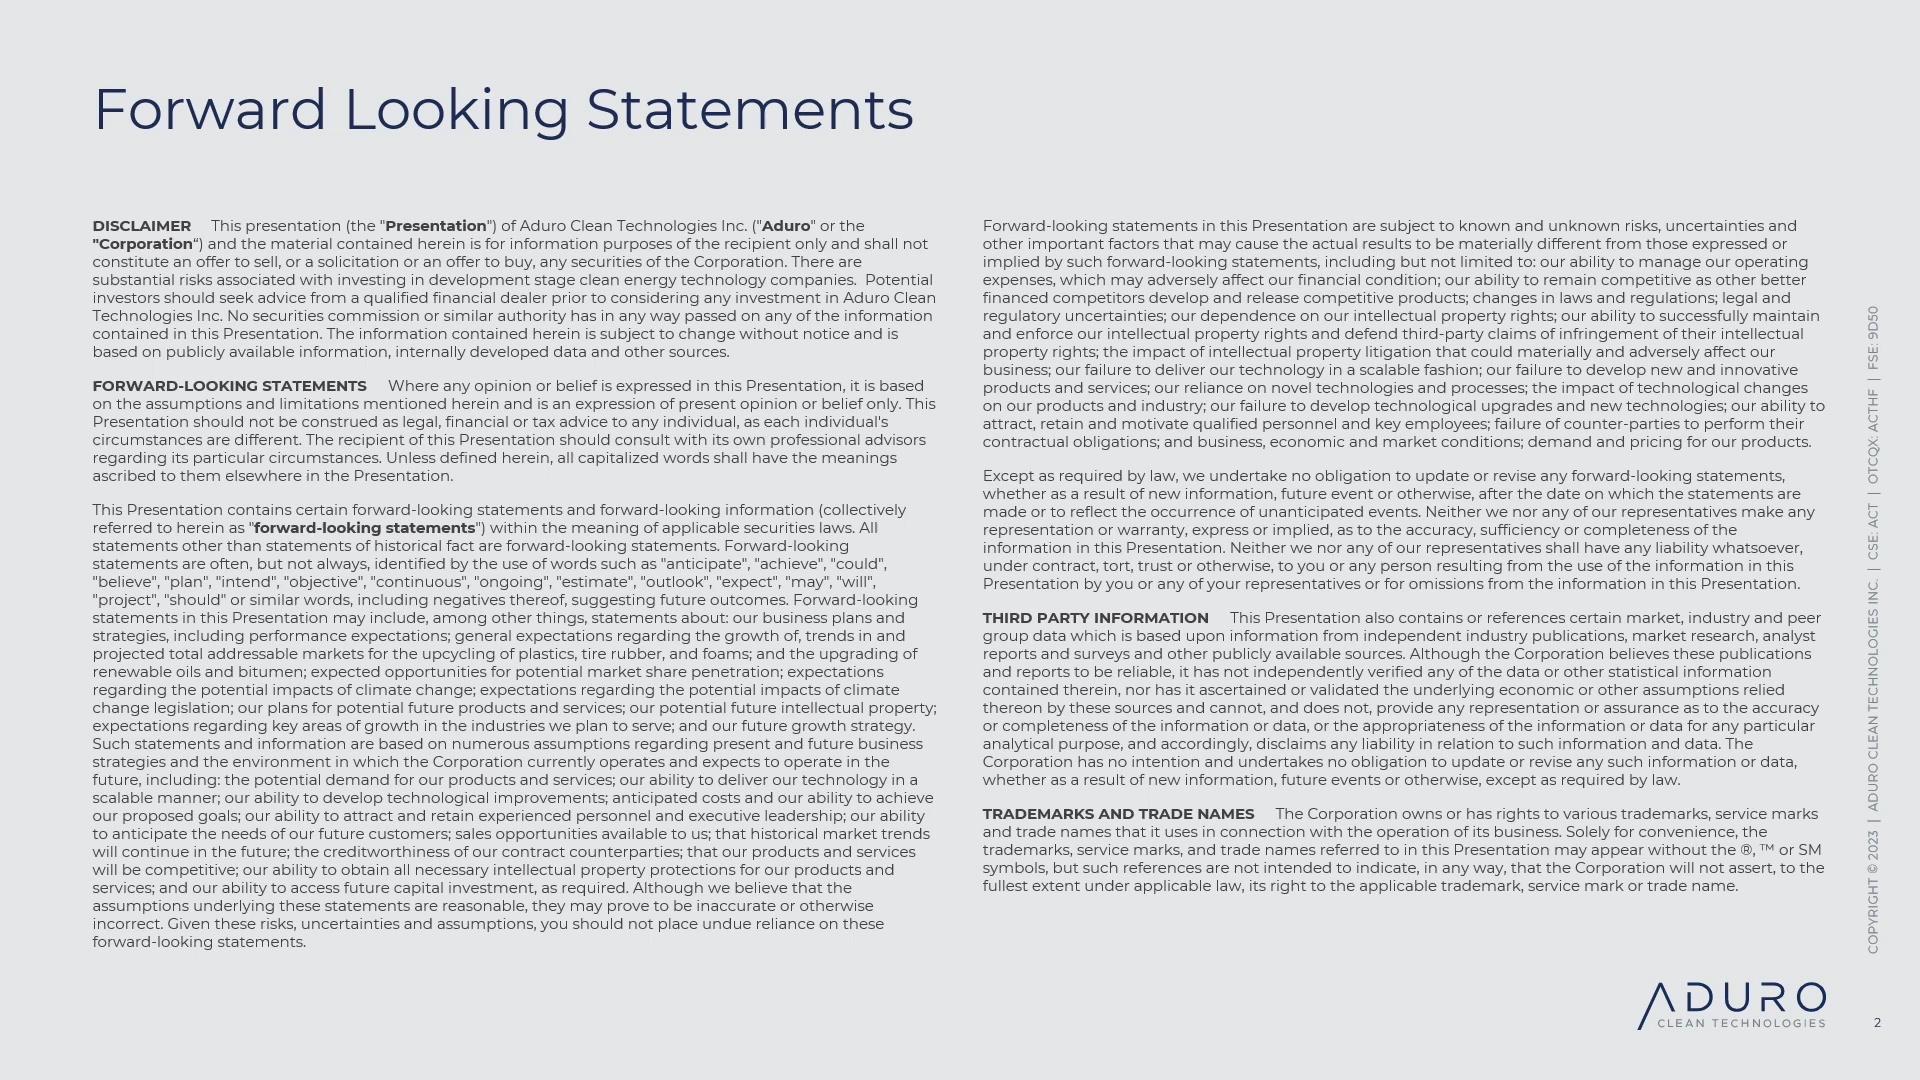 Forward Looking Statements
DISCLAIMER This presentation (the "Presentation") of Aduro Clean Technologies Inc. ("Aduro" or the
"Corporation") and the material contained herein is for information purposes of the recipient only and shall not
constitute an offer to sell, or a solicitation or an offer to buy, any securities of the Corporation. There are
substantial risks associated with investing in development stage clean energy technology companies.  Potential
investors should seek advice from a qualified financial dealer prior to considering any investment in Aduro Clean
Technologies Inc. No securities commission or similar authority has in any way passed on any of the information
contained in this Presentation. The information contained herein is subject to change without notice and is
based on publicly available information, internally developed data and other sources.
FORWARD-LOOKING STATEMENTS Where any opinion or belief is expressed in this Presentation, it is based
on the assumptions and limitations mentioned herein and is an expression of present opinion or belief only. This
Presentation should not be construed as legal, financial or tax advice to any individual, as each individual's
circumstances are different. The recipient of this Presentation should consult with its own professional advisors
regarding its particular circumstances. Unless defined herein, all capitalized words shall have the meanings
ascribed to them elsewhere in the Presentation.
This Presentation contains certain forward-looking statements and forward-looking information (collectively
referred to herein as "forward-looking statements") within the meaning of applicable securities laws. All
statements other than statements of historical fact are forward-looking statements. Forward-looking
statements are often, but not always, identified by the use of words such as "anticipate", "achieve", "could",
"believe", "plan", "intend", "objective", "continuous", "ongoing", "estimate", "outlook", "expect", "may", "will",
"project", "should" or similar words, including negatives thereof, suggesting future outcomes. Forward-looking
statements in this Presentation may include, among other things, statements about: our business plans and
strategies, including performance expectations; general expectations regarding the growth of, trends in and
projected total addressable markets for the upcycling of plastics, tire rubber, and foams; and the upgrading of
renewable oils and bitumen; expected opportunities for potential market share penetration; expectations
regarding the potential impacts of climate change; expectations regarding the potential impacts of climate
change legislation; our plans for potential future products and services; our potential future intellectual property;
expectations regarding key areas of growth in the industries we plan to serve; and our future growth strategy.
Such statements and information are based on numerous assumptions regarding present and future business
strategies and the environment in which the Corporation currently operates and expects to operate in the
future, including: the potential demand for our products and services; our ability to deliver our technology in a
scalable manner; our ability to develop technological improvements; anticipated costs and our ability to achieve
our proposed goals; our ability to attract and retain experienced personnel and executive leadership; our ability
to anticipate the needs of our future customers; sales opportunities available to us; that historical market trends
will continue in the future; the creditworthiness of our contract counterparties; that our products and services
will be competitive; our ability to obtain all necessary intellectual property protections for our products and
services; and our ability to access future capital investment, as required. Although we believe that the
assumptions underlying these statements are reasonable, they may prove to be inaccurate or otherwise
incorrect. Given these risks, uncertainties and assumptions, you should not place undue reliance on these
forward-looking statements.
Forward-looking statements in this Presentation are subject to known and unknown risks, uncertainties and
other important factors that may cause the actual results to be materially different from those expressed or
implied by such forward-looking statements, including but not limited to: our ability to manage our operating
expenses, which may adversely affect our financial condition; our ability to remain competitive as other better
financed competitors develop and release competitive products; changes in laws and regulations; legal and
regulatory uncertainties; our dependence on our intellectual property rights; our ability to successfully maintain
and enforce our intellectual property rights and defend third-party claims of infringement of their intellectual
property rights; the impact of intellectual property litigation that could materially and adversely affect our
business; our failure to deliver our technology in a scalable fashion; our failure to develop new and innovative
products and services; our reliance on novel technologies and processes; the impact of technological changes
on our products and industry; our failure to develop technological upgrades and new technologies; our ability to
attract, retain and motivate qualified personnel and key employees; failure of counter-parties to perform their
contractual obligations; and business, economic and market conditions; demand and pricing for our products.
Except as required by law, we undertake no obligation to update or revise any forward-looking statements,
whether as a result of new information, future event or otherwise, after the date on which the statements are
made or to reflect the occurrence of unanticipated events. Neither we nor any of our representatives make any
representation or warranty, express or implied, as to the accuracy, sufficiency or completeness of the
information in this Presentation. Neither we nor any of our representatives shall have any liability whatsoever,
under contract, tort, trust or otherwise, to you or any person resulting from the use of the information in this
Presentation by you or any of your representatives or for omissions from the information in this Presentation.
THIRD PARTY INFORMATION This Presentation also contains or references certain market, industry and peer
group data which is based upon information from independent industry publications, market research, analyst
reports and surveys and other publicly available sources. Although the Corporation believes these publications
and reports to be reliable, it has not independently verified any of the data or other statistical information
contained therein, nor has it ascertained or validated the underlying economic or other assumptions relied
thereon by these sources and cannot, and does not, provide any representation or assurance as to the accuracy
or completeness of the information or data, or the appropriateness of the information or data for any particular
analytical purpose, and accordingly, disclaims any liability in relation to such information and data. The
Corporation has no intention and undertakes no obligation to update or revise any such information or data,
whether as a result of new information, future events or otherwise, except as required by law.
TRADEMARKS AND TRADE NAMES The Corporation owns or has rights to various trademarks, service marks
and trade names that it uses in connection with the operation of its business. Solely for convenience, the
trademarks, service marks, and trade names referred to in this Presentation may appear without the ®, ™ or SM
symbols, but such references are not intended to indicate, in any way, that the Corporation will not assert, to the
fullest extent under applicable law, its right to the applicable trademark, service mark or trade name.
COPYRIGHT © 2023 | ADURO CLEAN TECHNOLOGIES INC. | CSE: ACT | OTCQX: ACTHF | FSE: 9D50
ADURO
CLEAN TECHNOLOGIES
2